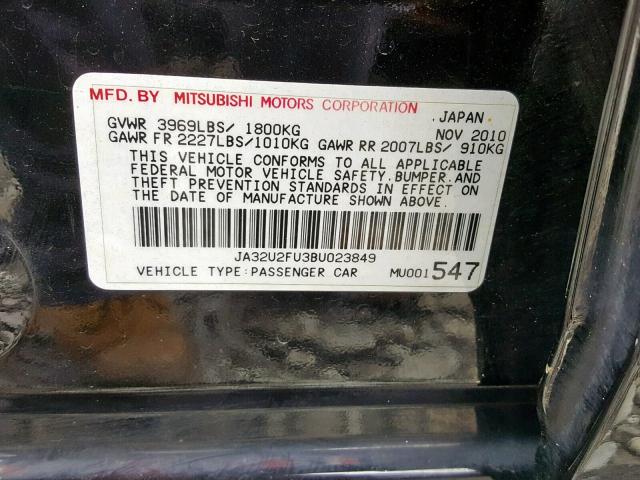 MFD. BY MITSUBISHI MOTORS CORPORATION JAPAN
GVWR 3969LBS/ 1800KG NOV 2010
GAWR FR 2227LBS/1010KG GAWR RR 2007LBS/ 910KG
THIS VEHICLE CONFORMS TO ALL APPLICABLE
FEDERAL MOTOR VEHICLE SAFETY. BUMPER. AND
THEFT PREVENTION STANDARDS IN EFFECT ON
THE DATE OF MANUFACTURE SHOWN ABOVE.
JA32U2FU3BU023849
VEHICLE TYPE:PASSENGER CAR MU001547